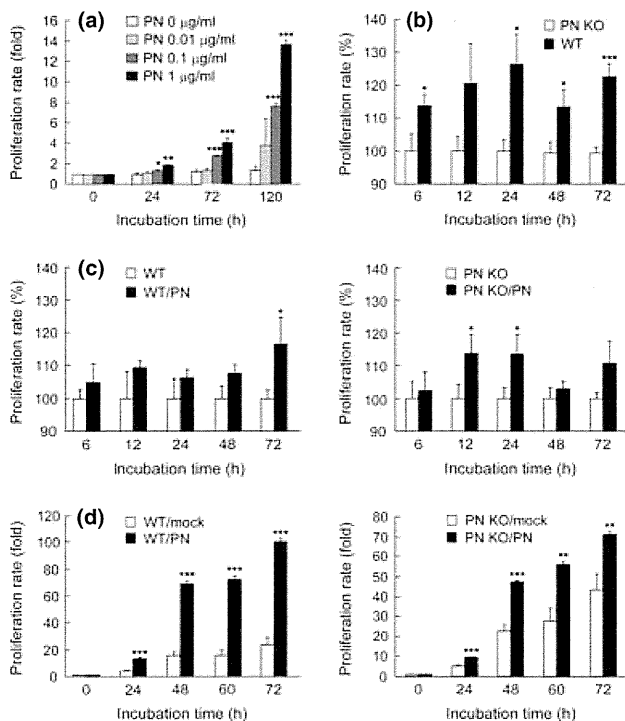 (a)
PN 0 µg/ml
PN 0.01 µg/ml
PN 0.1 µg/ml
PN 1 µg/ml
Proliferation rate (fold)
16
14
12
10
8
6
4
2
0
* ** *** *** *** ***
0 24 72 120
Incubation time (h)
(b)
PN KO
WT
Proliferation rate (%)
140
130
120
110
100
90
* * * ***
6 12 24 48 72
Incubation time (h)
(c)
WT
WT/PN
Proliferation rate (%)
140
130
120
110
100
90
*
6 12 24 48 72
Incubation time (h)
PN KO
PN KO/PN
Proliferation rate (%)
140
130
120
110
100
90
* *
6 12 24 48 72
Incubation time (h)
(d)
WT/mock
WT/PN
Proliferation rate (fold)
120
100
80
60
40
20
0
*** *** *** ***
0 24 48 60 72
Incubation time (h)
PN KO/mock
PN KO/PN
Proliferation rate (fold)
80
70
60
50
40
30
20
10
0
*** *** ** **
0 24 48 60 72
Incubation time (h)